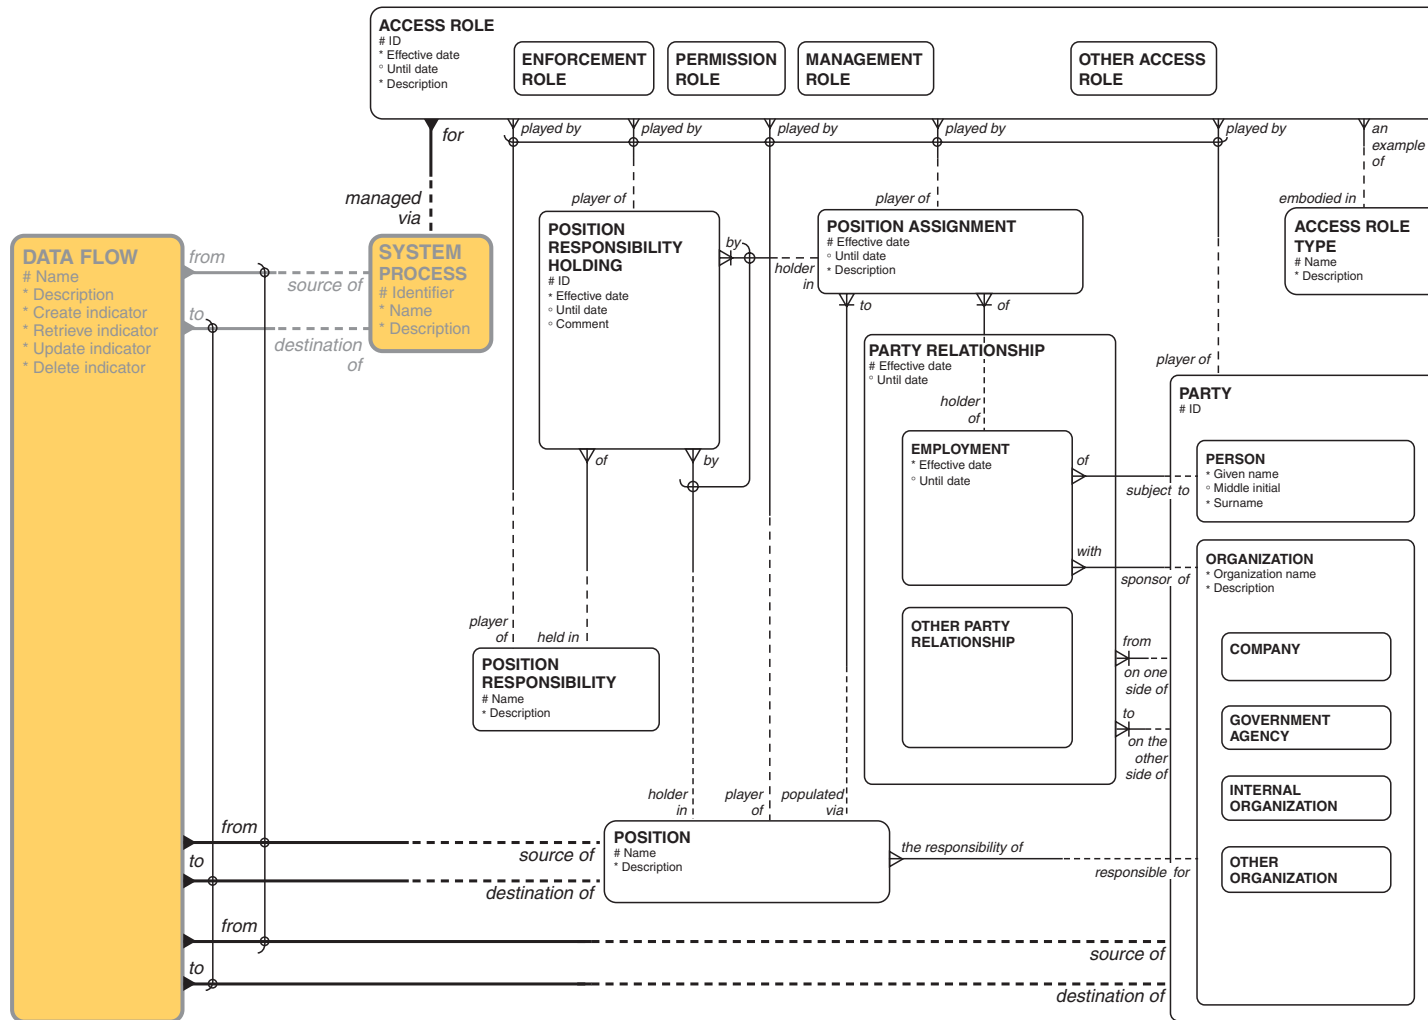 ACCESS ROLE
# ID
* Effective date
° Until date
* Description
ENFORCEMENT
ROLE
PERMISSION
ROLE
MANAGEMENT
ROLE
OTHER ACCESS
ROLE
for
played by
played by
played by
played by
played by
an
example
of
managed
via
player of
player of
embodied in
DATA FLOW
# Name
* Description
* Create indicator
* Retrieve indicator
* Update indicator
* Delete indicator
from
source of
to
destination
of
SYSTEM
PROCESS
# Identifier
* Name
* Description
POSITION
RESPONSIBILITY
HOLDING
# ID
* Effective date
° Until date
° Comment
by
holder
in
POSITION ASSIGNMENT
# Effective date
° Until date
* Description
ACCESS ROLE
TYPE
# Name
* Description
to
of
PARTY RELATIONSHIP
# Effective date
° Until date
player of
holder
of
PARTY
# ID
EMPLOYMENT
* Effective date
° Until date
of
subject to
PERSON
* Given name
° Middle initial
* Surname
of
by
with
sponsor of
ORGANIZATION
* Organization name
* Description
player
of
held in
OTHER PARTY
RELATIONSHIP
from
on one
side of
COMPANY
POSITION
RESPONSIBILITY
# Name
* Description
to
on the
other
side of
GOVERNMENT
AGENCY
holder
in
player
of
populated
via
INTERNAL
ORGANIZATION
from
source of
to
destination of
POSITION
# Name
* Description
the responsibility of
responsible for
OTHER
ORGANIZATION
from
source of
to
destination of